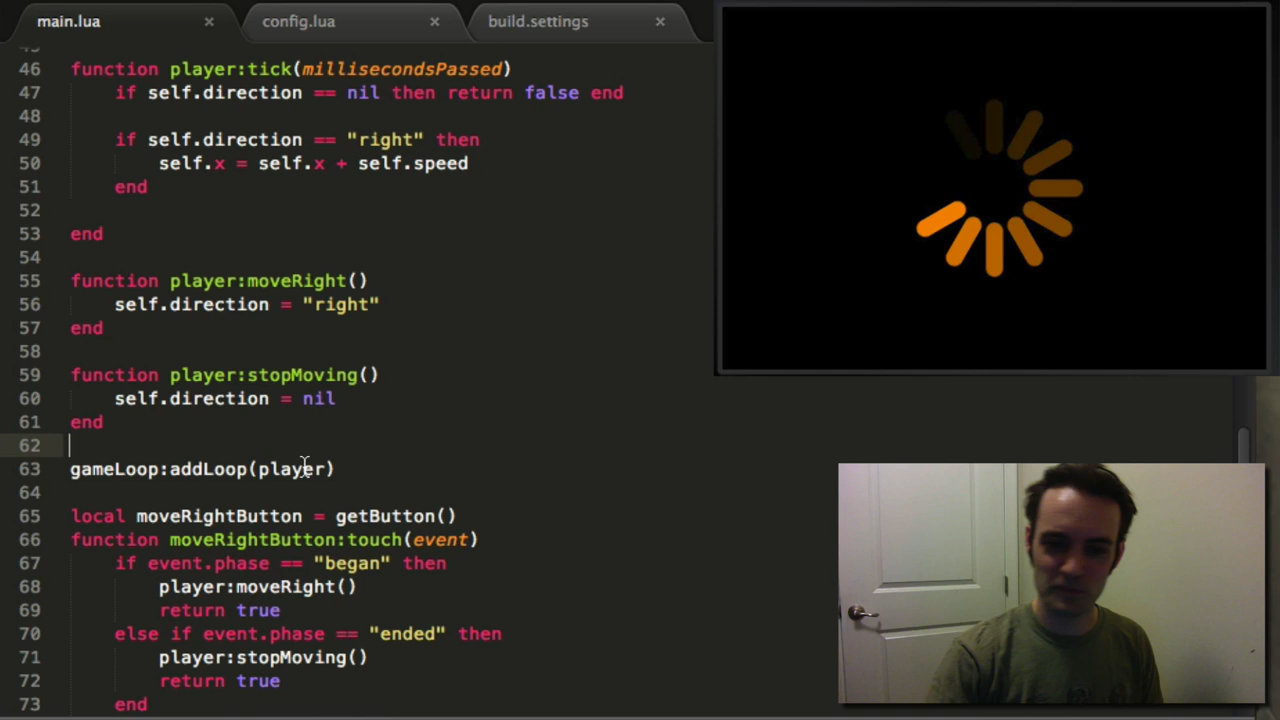 main.lua × config.lua × build.settings ×
46 function player:tick(millisecondsPassed)
47 if self.direction == nil then return false end
48
49 if self.direction == "right" then
50 self.x = self.x + self.speed
51 end
52
53 end
54
55 function player:moveRight()
56 self.direction = "right"
57 end
58
59 function player:stopMoving()
60 self.direction = nil
61 end
62
63 gameLoop:addLoop(player)
64
65 local moveRightButton = getButton()
66 function moveRightButton:touch(event)
67 if event.phase == "began" then
68 player:moveRight()
69 return true
70 else if event.phase == "ended" then
71 player:stopMoving()
72 return true
73 end